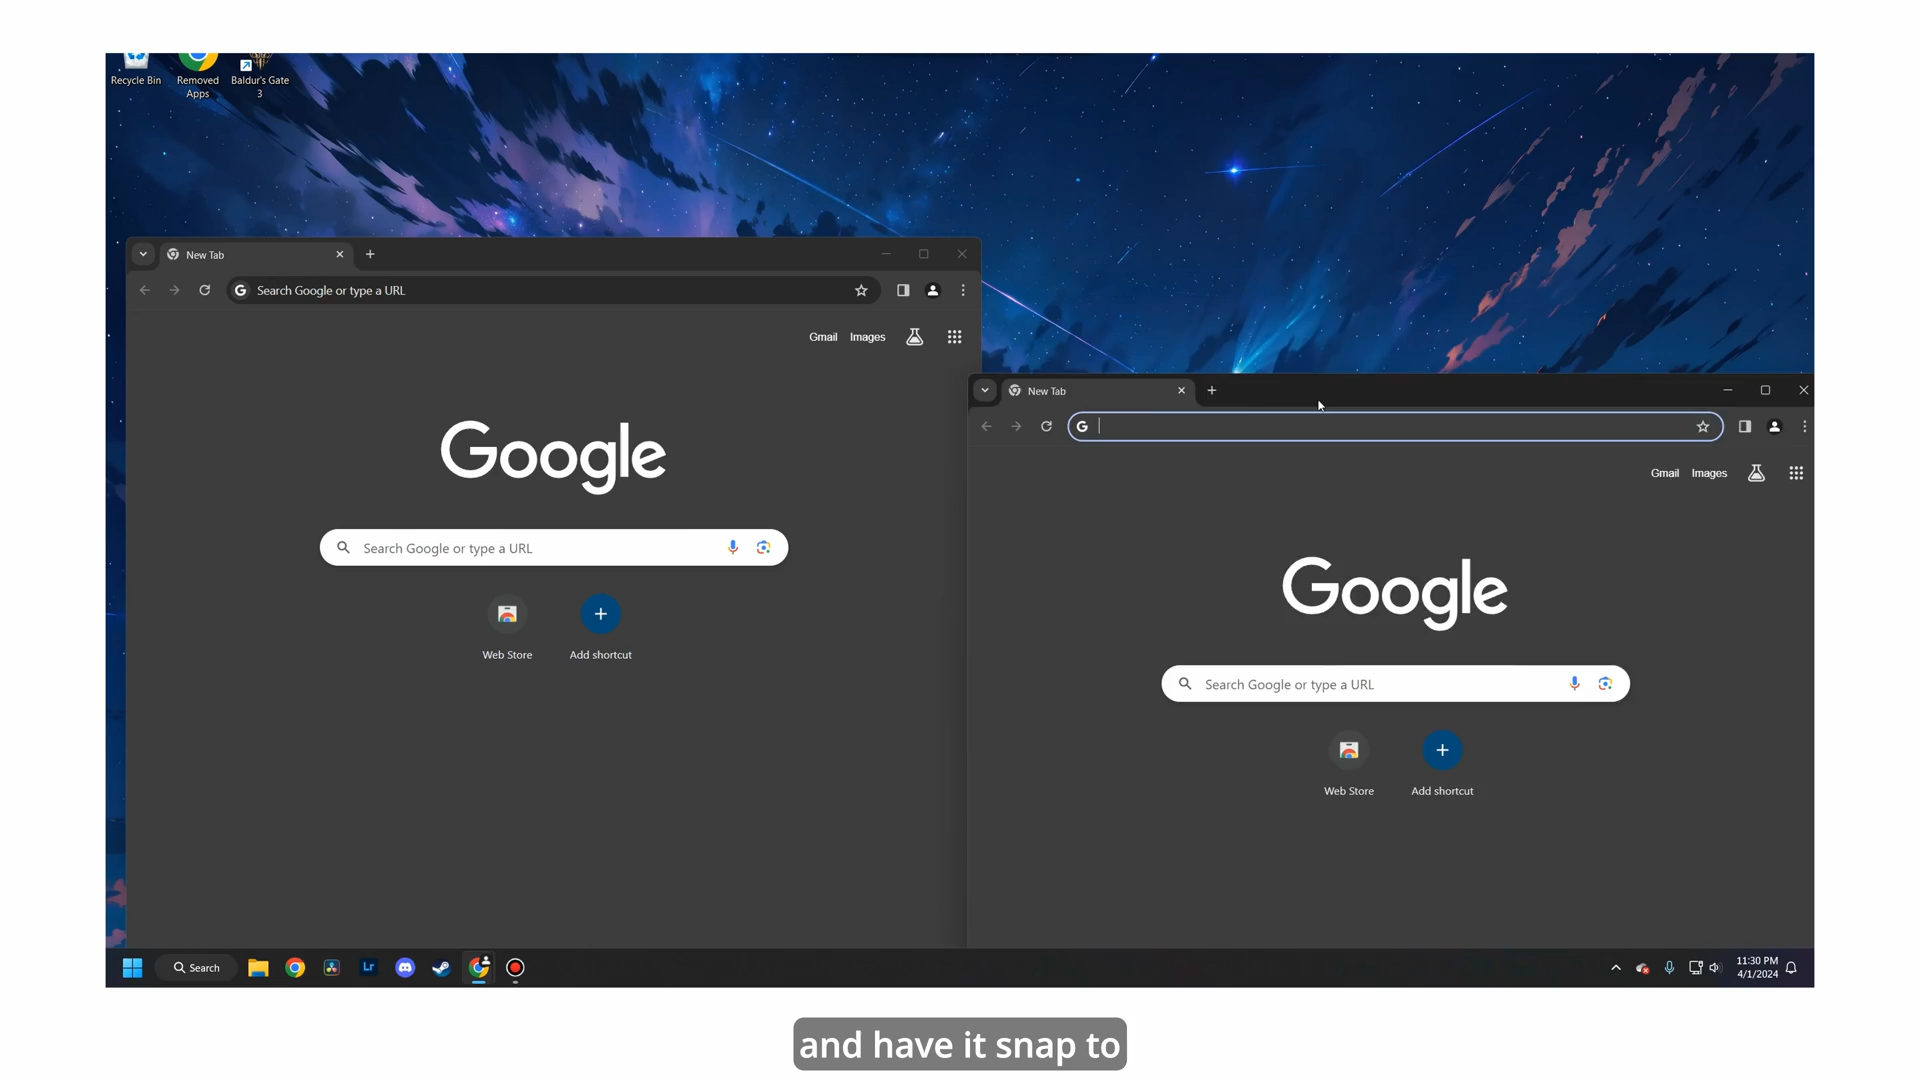 Recycle Bin
Removed Apps
Baldur's Gate 3
New Tab
Search Google or type a URL
Gmail
Images
Google
Search Google or type a URL
Web Store
Add shortcut
New Tab
G
Gmail
Images
Google
Search Google or type a URL
Web Store
Add shortcut
Search
Lr
11:30 PM
4/1/2024
and have it snap to